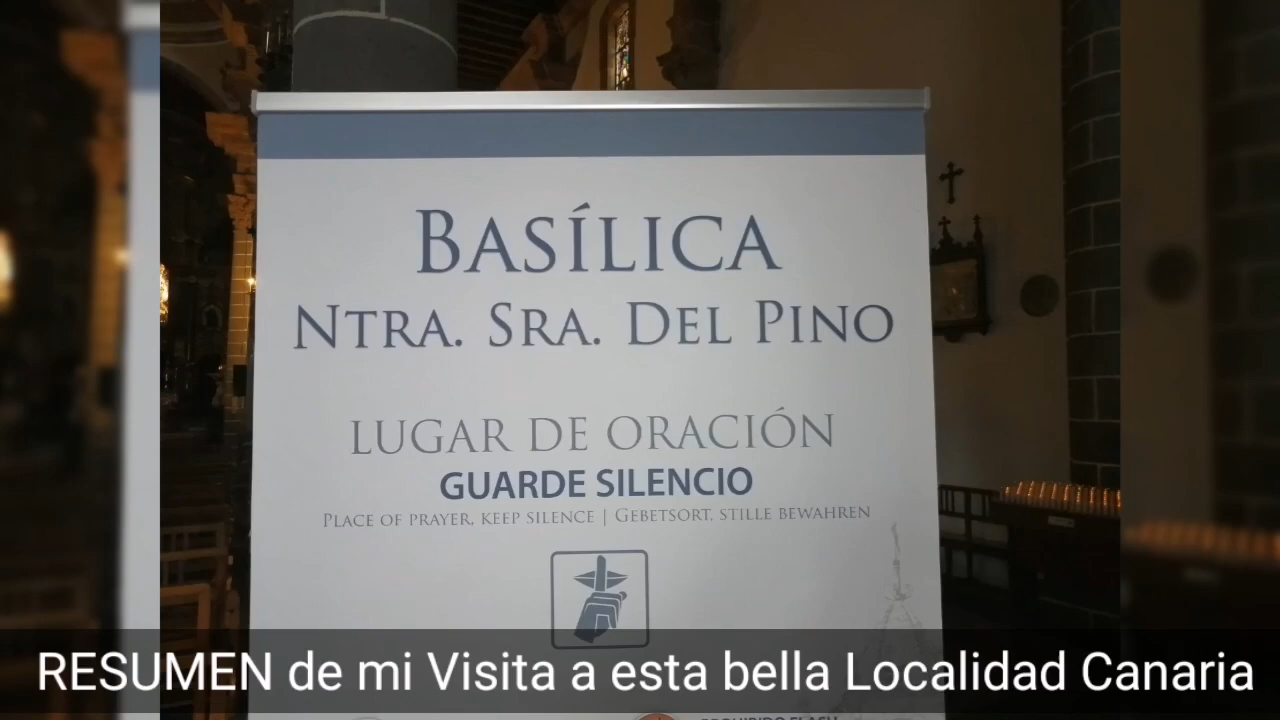 BASÍLICA
NTRA. SRA. DEL PINO
LUGAR DE ORACIÓN
GUARDE SILENCIO
PLACE OF PRAYER, KEEP SILENCE | GEBETSORT, STILLE BEWAHREN
RESUMEN de mi Visita a esta bella Localidad Canaria